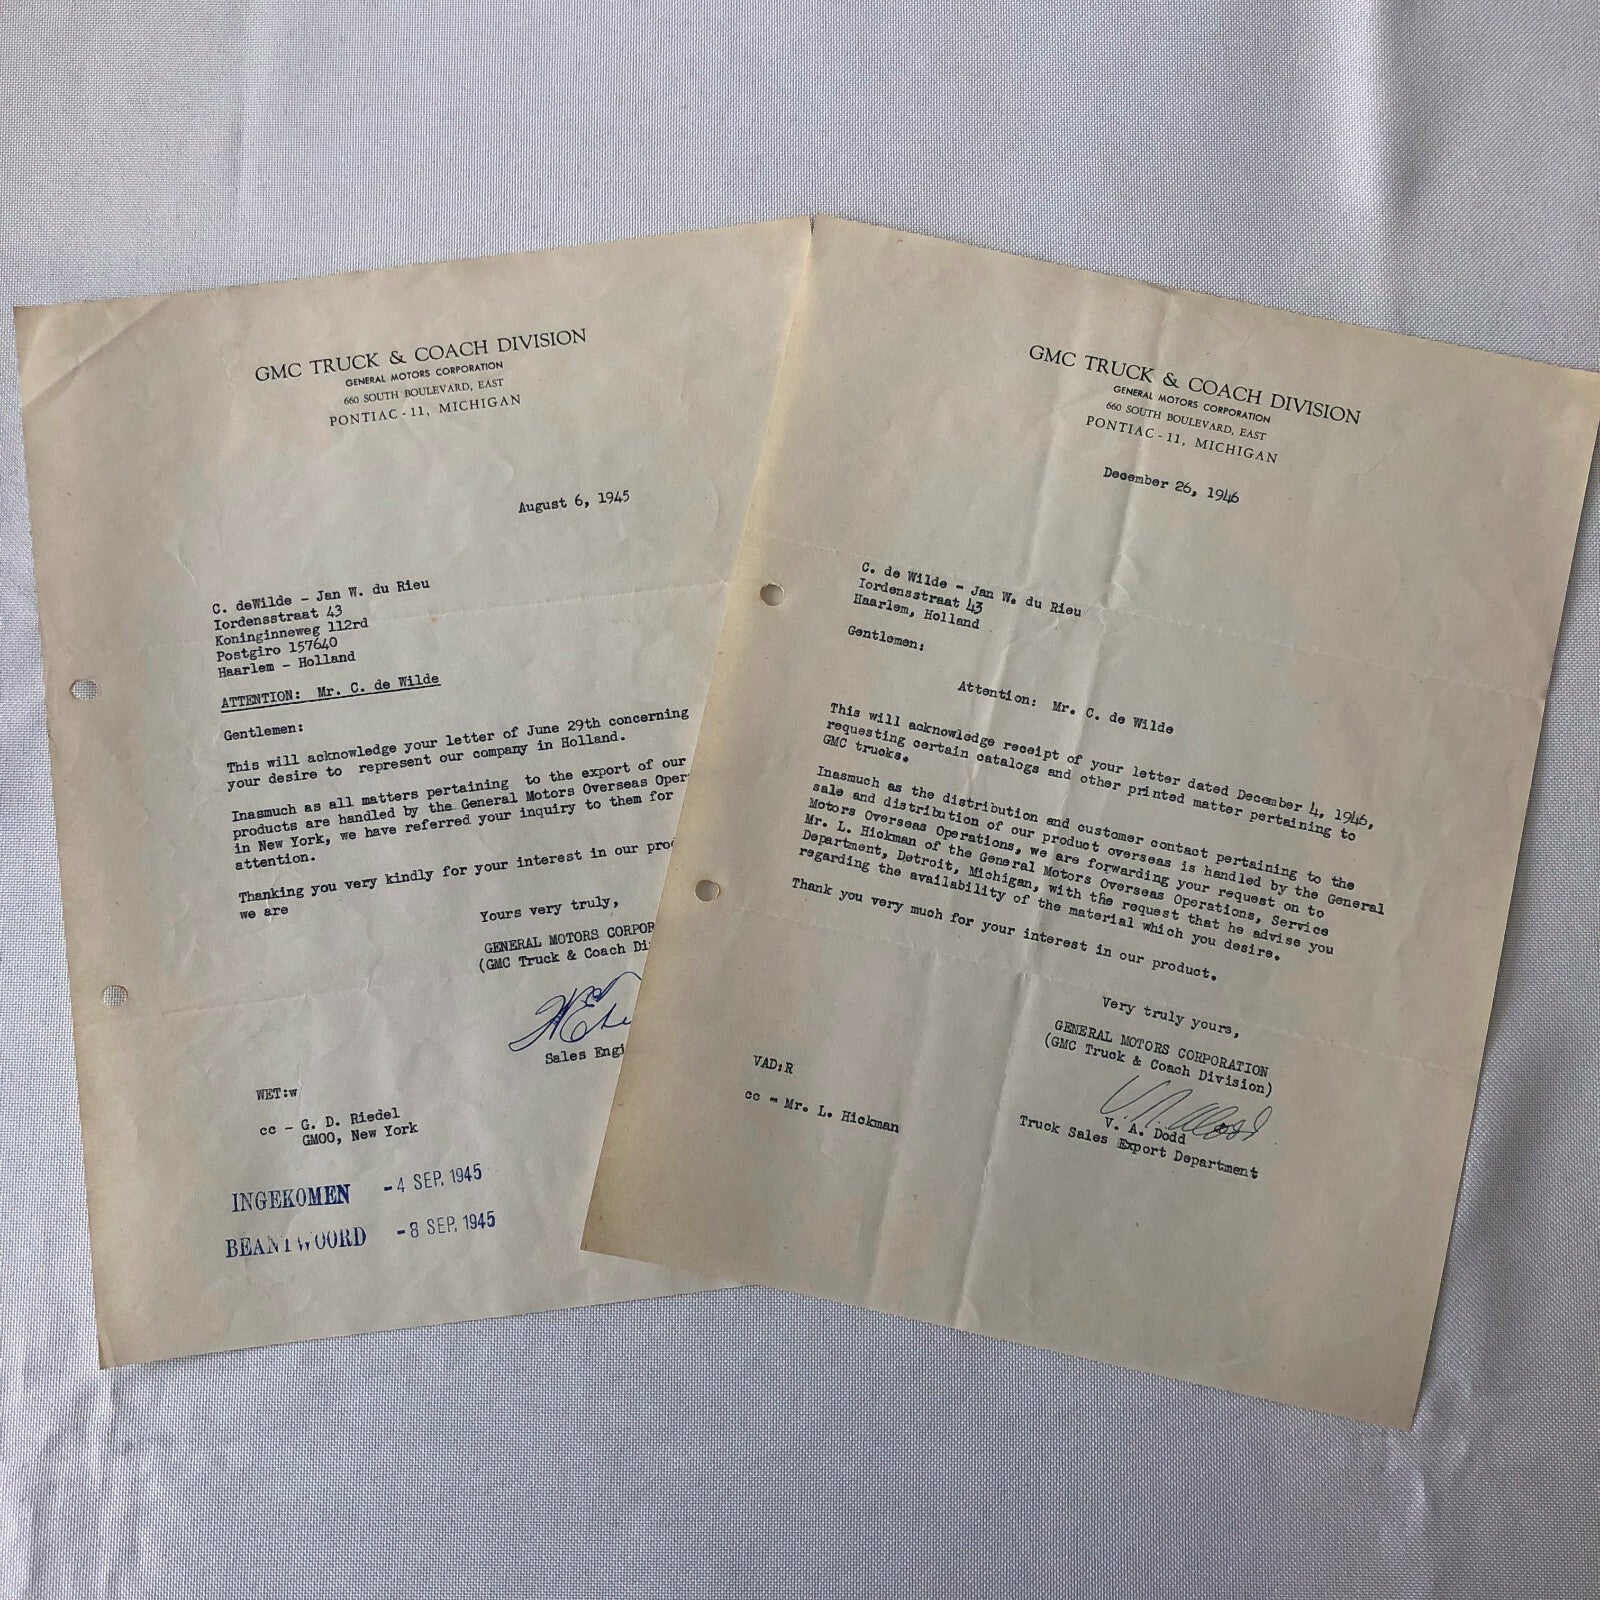 GMC TRUCK & COACH DIVISION
GENERAL MOTORS CORPORATION
660 SOUTH BOULEVARD, EAST
PONTIAC - 11, MICHIGAN
August 6, 1945
C. deWilde - Jan W. du Rieu
Iordensstraat 43
Koninginneweg 112rd
Postgiro 157640
Haarlem - Holland
ATTENTION: Mr. C. de Wilde
Gentlemen:
This will acknowledge your letter of June 29th concerning
your desire to represent our company in Holland.
Inasmuch as all matters pertaining to the export of our
products are handled by the General Motors Overseas Oper
in New York, we have referred your inquiry to them for
attention.
Thanking you very kindly for your interest in our prod
we are
Yours very truly,
GENERAL MOTORS CORPOR
(GMC Truck & Coach Di
Sales Engi
WET:w
cc - G. D. Riedel
GMOO, New York
INGEKOMEN - 4 SEP. 1945
BEANTWOORD - 8 SEP. 1945
GMC TRUCK & COACH DIVISION
GENERAL MOTORS CORPORATION
660 SOUTH BOULEVARD, EAST
PONTIAC - 11, MICHIGAN
December 26, 1946
C. de Wilde - Jan W. du Rieu
Iordensstraat 43
Haarlem, Holland
Gentlemen:
Attention: Mr. C. de Wilde
This will acknowledge receipt of your letter dated December 4, 1946,
requesting certain catalogs and other printed matter pertaining to
GMC trucks.
Inasmuch as the distribution and customer contact pertaining to the
sale and distribution of our product overseas is handled by the General
Motors Overseas Operations, we are forwarding your request on to
Mr. L. Hickman of the General Motors Overseas Operations, Service
Department, Detroit, Michigan, with the request that he advise you
regarding the availability of the material which you desire.
Thank you very much for your interest in our product.
Very truly yours,
GENERAL MOTORS CORPORATION
(GMC Truck & Coach Division)
V. A. Dodd
V. A. Dodd
Truck Sales Export Department
VAD:R
cc - Mr. L. Hickman